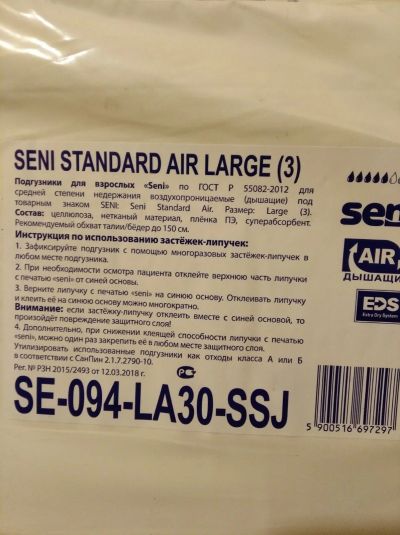 SENI STANDARD AIR LARGE (3)
Подгузники для взрослых «Seni» по ГОСТ Р 55082-2012 для
средней степени недержания воздухопроницаемые (дышащие) под
товарным знаком SENI: Seni Standard Air. Размер: Large (3).
Состав: целлюлоза, нетканый материал, плёнка ПЭ, суперабсорбент.
Рекомендуемый обхват талии/бёдер до 150 см.
Инструкция по использованию застёжек-липучек:
1. Зафиксируйте подгузник с помощью многоразовых застёжек-липучек в
любом месте подгузника.
2. При необходимости осмотра пациента отклейте верхнюю часть липучки
с печатью «seni» от синей основы.
3. Верните липучку с печатью «seni» на синюю основу. Отклеивать липучку
и клеить её на синюю основу можно многократно.
Внимание: если застёжку-липучку отклеить вместе с синей основой, то
произойдёт повреждение защитного слоя!
4. Дополнительно, при снижении клеящей способности липучки с печатью
«seni», можно один раз закрепить её в любом месте защитного слоя.
Утилизировать использованные подгузники как отходы класса А или Б
в соответствии с СанПин 2.1.7.2790-10.
Рег. № РЗН 2015/2493 от 12.03.2018 г.
SE-094-LA30-SSJ
seni
AIR
ДЫШАЩИ
EDS
Extra Dry System
5 900516 697297